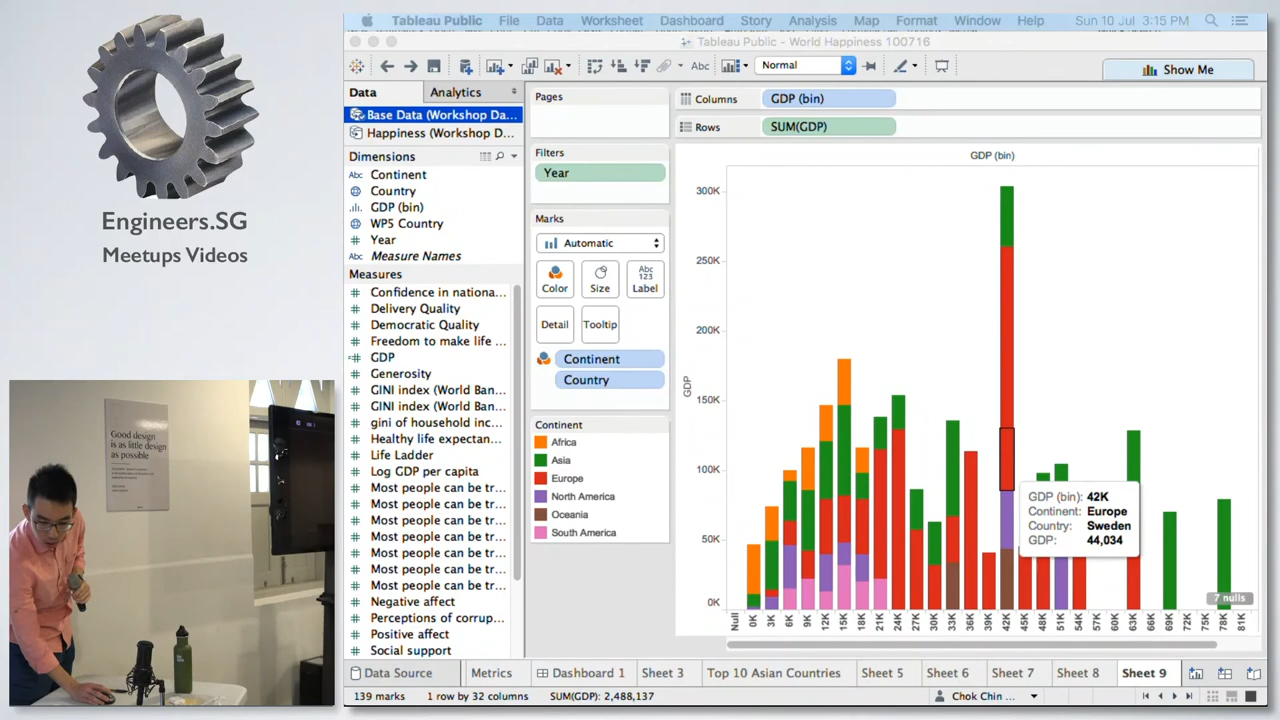 Engineers.SG
Meetups Videos
Good design
is as little design
as possible
Tableau Public File Data Worksheet Dashboard Story Analysis Map Format Window Help Sun 10 Jul 3:15 PM
Tableau Public - World Happiness 100716
Abc Normal Show Me
Data Analytics
Base Data (Workshop Da...
Happiness (Workshop D...
Dimensions
Abc Continent
Country
GDP (bin)
WPS Country
# Year
Abc Measure Names
Measures
# Confidence in nationa...
# Delivery Quality
# Democratic Quality
# Freedom to make life ...
# GDP
# Generosity
# GINI index (World Ban...
# GINI index (World Ban...
# gini of household inc...
# Healthy life expectan...
# Life Ladder
# Log GDP per capita
# Most people can be tr...
# Most people can be tr...
# Most people can be tr...
# Most people can be tr...
# Most people can be tr...
# Most people can be tr...
# Most people can be tr...
# Negative affect
# Perceptions of corrup...
# Positive affect
# Social support
Pages
Filters
Year
Marks
Automatic
Color Size Abc 123 Label
Detail Tooltip
Continent
Country
Continent
Africa
Asia
Europe
North America
Oceania
South America
Columns GDP (bin)
Rows SUM(GDP)
GDP (bin)
GDP
300K
250K
200K
150K
100K
50K
0K
GDP (bin): 42K
Continent: Europe
Country: Sweden
GDP: 44,034
7 nulls
Null 0K 3K 6K 9K 12K 15K 18K 21K 24K 27K 30K 33K 36K 39K 42K 45K 48K 51K 54K 57K 60K 63K 66K 69K 72K 75K 78K 81K
Data Source Metrics Dashboard 1 Sheet 3 Top 10 Asian Countries Sheet 5 Sheet 6 Sheet 7 Sheet 8 Sheet 9
139 marks 1 row by 32 columns SUM(GDP): 2,488,137 Chok Chin ...